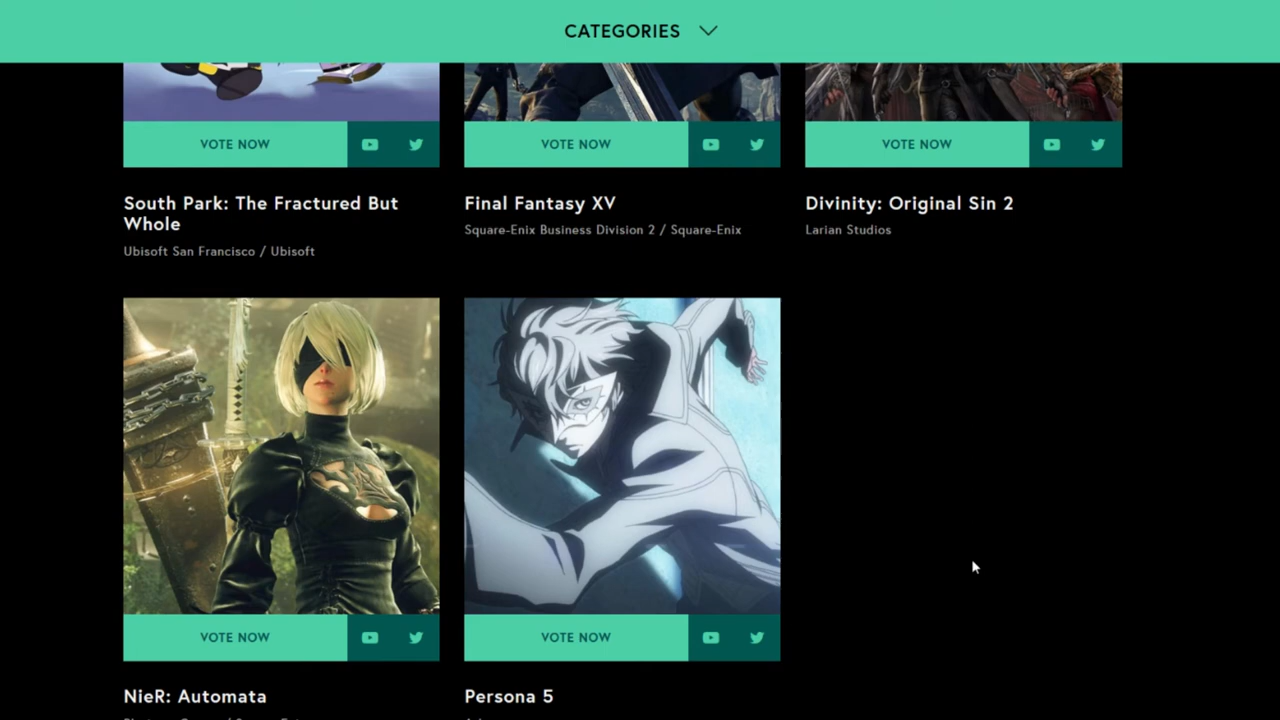 CATEGORIES
VOTE NOW
VOTE NOW
VOTE NOW
South Park: The Fractured But
Whole
Ubisoft San Francisco / Ubisoft
Final Fantasy XV
Square-Enix Business Division 2 / Square-Enix
Divinity: Original Sin 2
Larian Studios
VOTE NOW
VOTE NOW
NieR: Automata
Persona 5